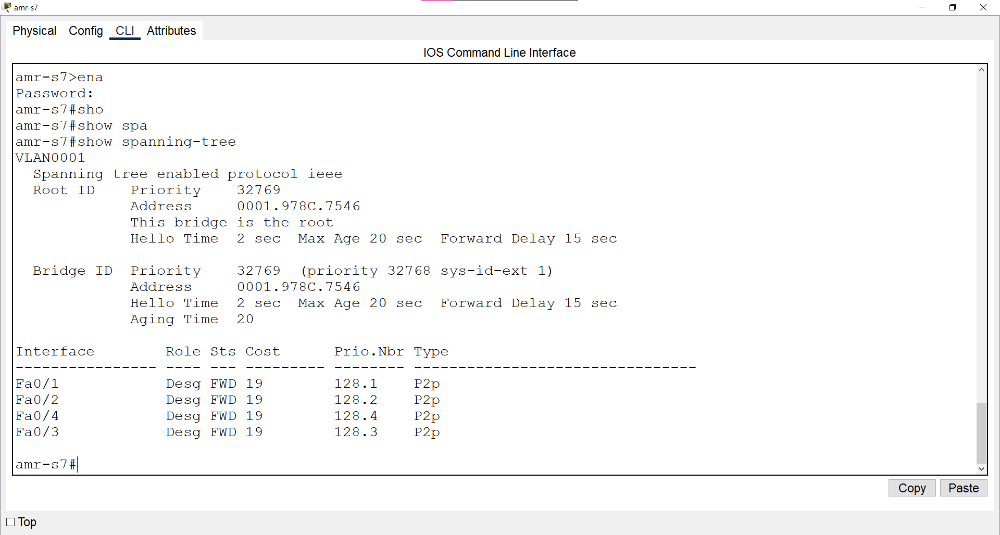 amr-s7
Physical Config CLI Attributes
IOS Command Line Interface
amr-s7>ena
Password:
amr-s7#sho
amr-s7#show spa
amr-s7#show spanning-tree
VLAN0001
  Spanning tree enabled protocol ieee
  Root ID    Priority    32769
             Address     0001.978C.7546
             This bridge is the root
             Hello Time  2 sec  Max Age 20 sec  Forward Delay 15 sec

  Bridge ID  Priority    32769  (priority 32768 sys-id-ext 1)
             Address     0001.978C.7546
             Hello Time  2 sec  Max Age 20 sec  Forward Delay 15 sec
             Aging Time  20

Interface        Role Sts Cost      Prio.Nbr Type
---------------- ---- --- --------- -------- --------------------------------
Fa0/1            Desg FWD 19        128.1    P2p
Fa0/2            Desg FWD 19        128.2    P2p
Fa0/4            Desg FWD 19        128.4    P2p
Fa0/3            Desg FWD 19        128.3    P2p

amr-s7#
Copy Paste
Top